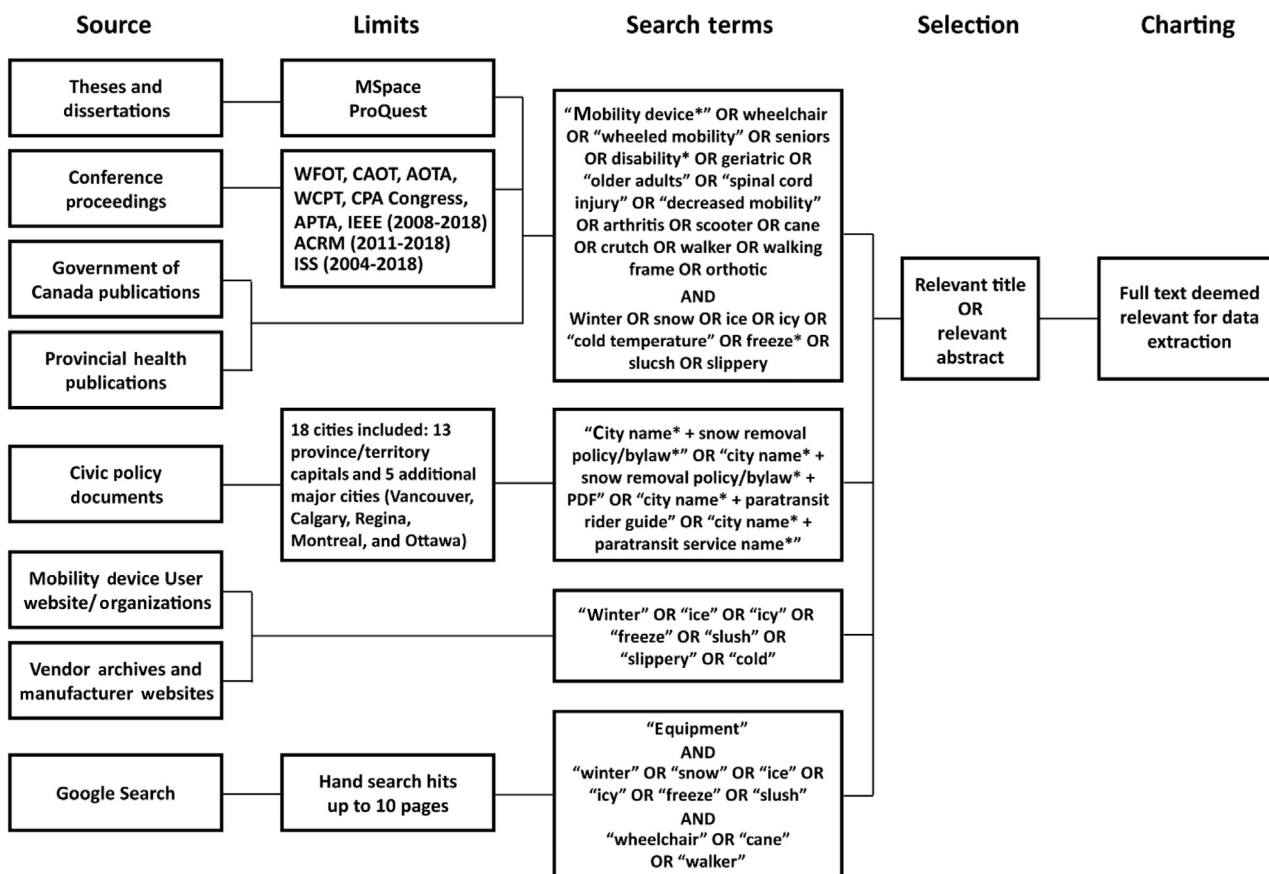 Source
Limits
Search terms
Selection
Charting
Theses and
dissertations
MSpace
ProQuest
“Mobility device*” OR wheelchair
OR “wheeled mobility” OR seniors
OR disability* OR geriatric OR
“older adults” OR “spinal cord
injury” OR “decreased mobility”
OR arthritis OR scooter OR cane
OR crutch OR walker OR walking
frame OR orthotic
AND
Winter OR snow OR ice OR icy OR
“cold temperature” OR freeze* OR
slucsh OR slippery
Conference
proceedings
WFOT, CAOT, AOTA,
WCPT, CPA Congress,
APTA, IEEE (2008-2018)
ACRM (2011-2018)
ISS (2004-2018)
Government of
Canada publications
Provincial health
publications
Relevant title
OR
relevant
abstract
Full text deemed
relevant for data
extraction
Civic policy
documents
18 cities included: 13
province/territory
capitals and 5 additional
major cities (Vancouver,
Calgary, Regina,
Montreal, and Ottawa)
“City name* + snow removal
policy/bylaw*” OR “city name* +
snow removal policy/bylaw* +
PDF” OR “city name* + paratransit
rider guide” OR “city name* +
paratransit service name*”
Mobility device User
website/organizations
Vendor archives and
manufacturer websites
“Winter” OR “ice” OR “icy” OR
“freeze” OR “slush” OR
“slippery” OR “cold”
Google Search
Hand search hits
up to 10 pages
“Equipment”
AND
“winter” OR “snow” OR “ice” OR
“icy” OR “freeze” OR “slush”
AND
“wheelchair” OR “cane”
OR “walker”